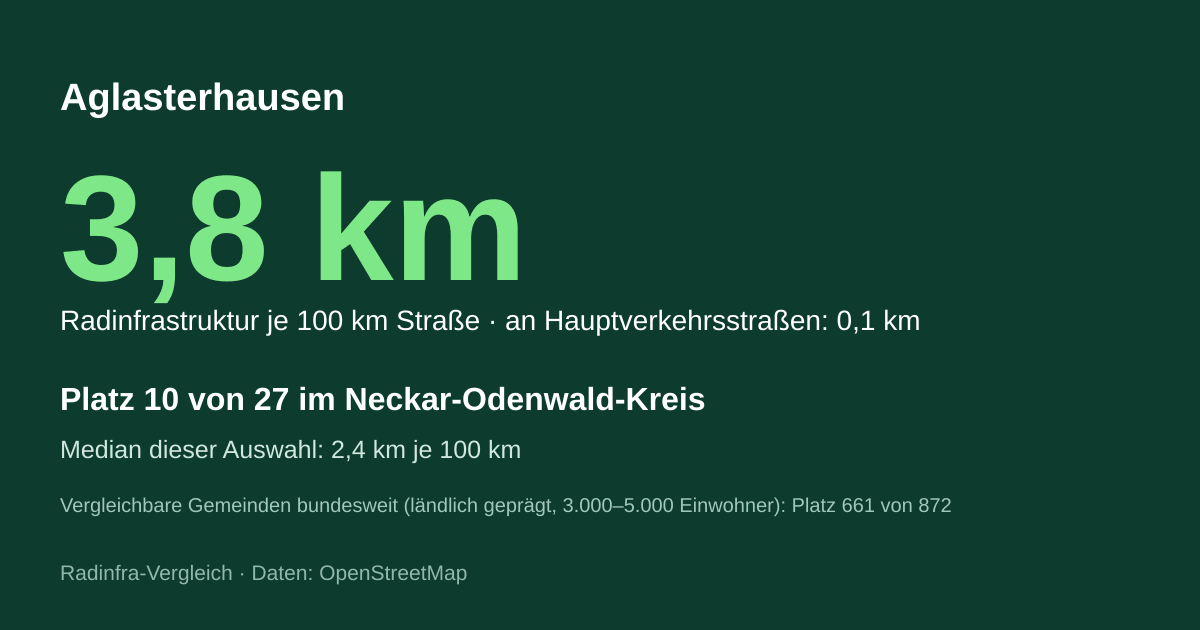 Aglasterhausen
3,8 km
Radinfrastruktur je 100 km Straße · an Hauptverkehrsstraßen: 0,1 km
Platz 10 von 27 im Neckar-Odenwald-Kreis
Median dieser Auswahl: 2,4 km je 100 km
Vergleichbare Gemeinden bundesweit (ländlich geprägt, 3.000–5.000 Einwohner): Platz 661 von 872
Radinfra-Vergleich · Daten: OpenStreetMap